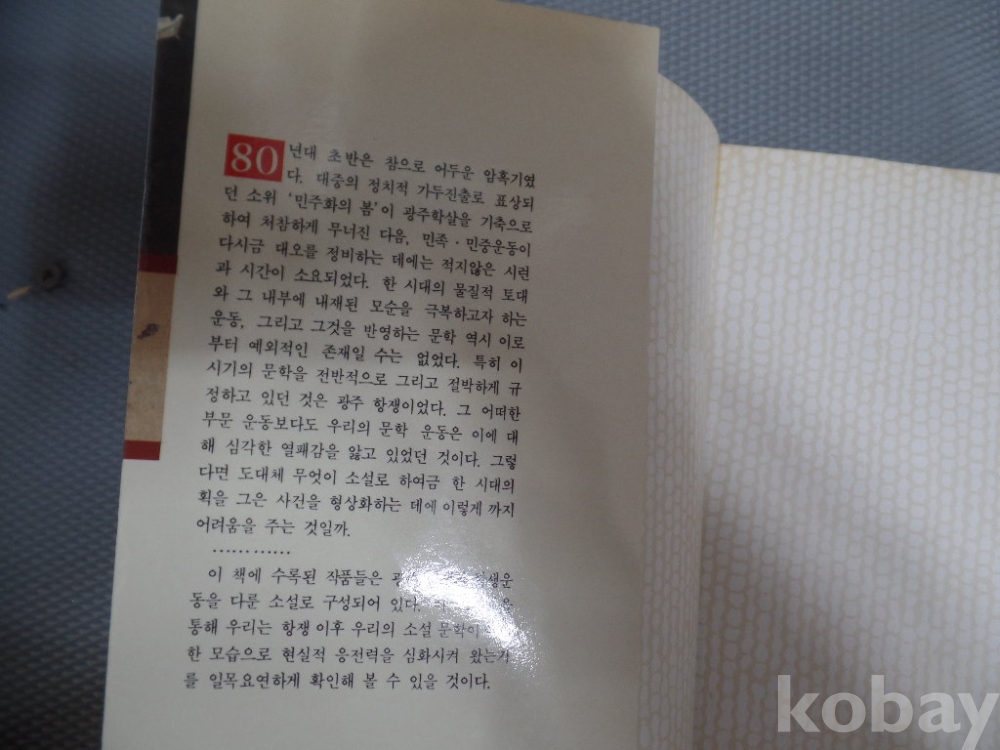 80년대 초반은 참으로 어두운 암흑기였
다. 대중의 정치적 가두진출로 표상되
던 소위 '민주화의 봄'이 광주학살을 기축으로
하여 처참하게 무너진 다음, 민족·민중운동이
다시금 대오를 정비하는 데에는 적지않은 시련
과 시간이 소요되었다. 한 시대의 물질적 토대
와 그 내부에 내재된 모순을 극복하고자 하는
운동, 그리고 그것을 반영하는 문학 역시 이로
부터 예외적인 존재일 수는 없었다. 특히 이
시기의 문학을 전반적으로 그리고 절박하게 규
정하고 있던 것은 광주 항쟁이었다. 그 어떠한
부문 운동보다도 우리의 문학 운동은 이에 대
해 심각한 열패감을 앓고 있었던 것이다. 그렇
다면 도대체 무엇이 소설로 하여금 한 시대의
획을 그은 사건을 형상화하는 데에 이렇게 까지
어려움을 주는 것일까.
…………
이 책에 수록된 작품들은
동을 다룬 소설로 구성되어 있다.
통해 우리는 항쟁 이후 우리의 소설 문학이
한 모습으로 현실적 응전력을 심화시켜 왔는가
를 일목요연하게 확인해 볼 수 있을 것이다.
kobay